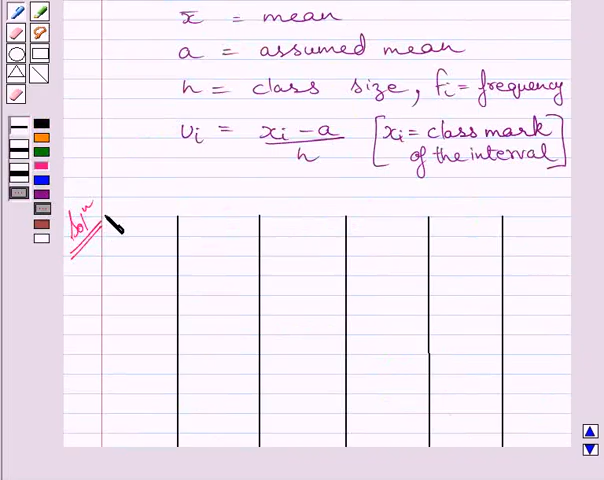 x̄ = mean
a = assumed mean
h = class size, fi = frequency
ui = xi - a / h [xi = class mark of the interval]
Solⁿ